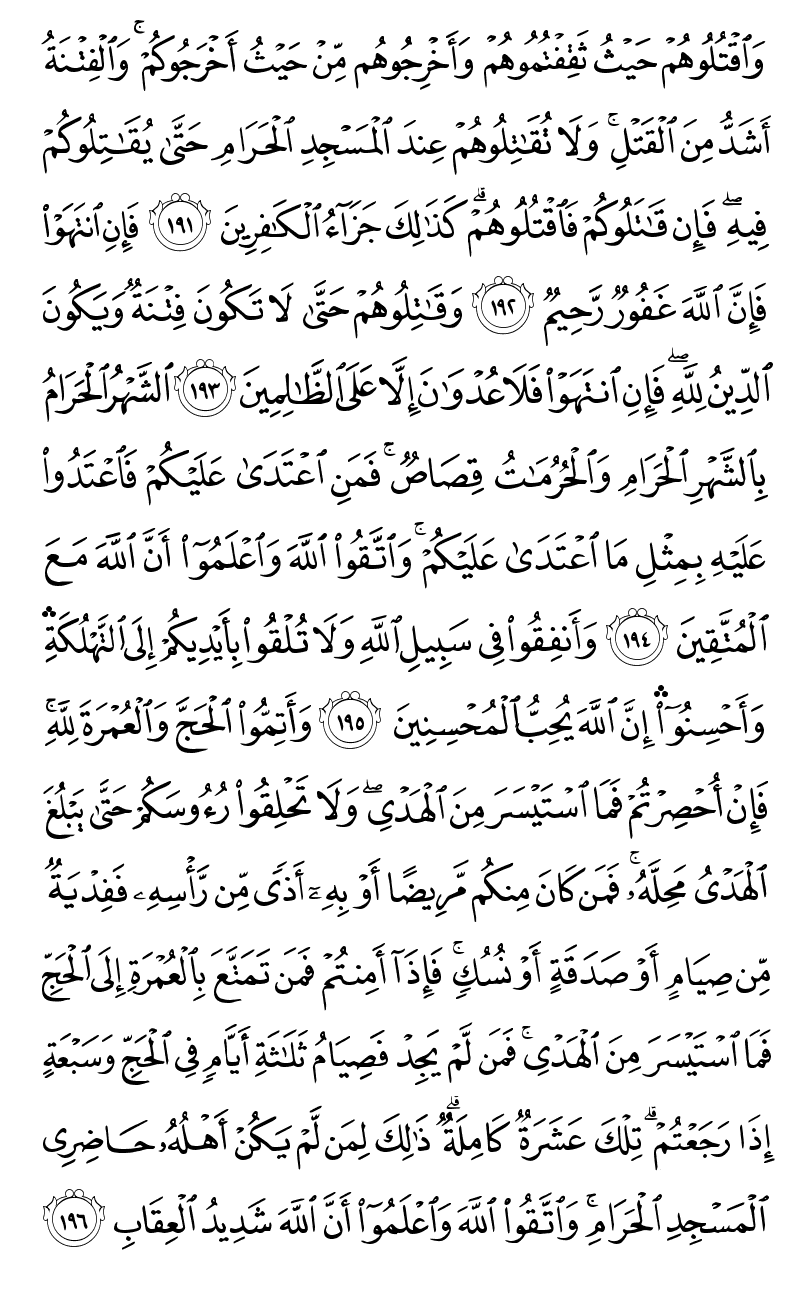 وَٱقۡتُلُوهُمۡ حَيۡثُ ثَقِفۡتُمُوهُمۡ وَأَخۡرِجُوهُم مِّنۡ حَيۡثُ أَخۡرَجُوكُمۡۚ وَٱلۡفِتۡنَةُ
أَشَدُّ مِنَ ٱلۡقَتۡلِۚ وَلَا تُقَٰتِلُوهُمۡ عِندَ ٱلۡمَسۡجِدِ ٱلۡحَرَامِ حَتَّىٰ يُقَٰتِلُوكُمۡ
فِيهِۖ فَإِن قَٰتَلُوكُمۡ فَٱقۡتُلُوهُمۡۗ كَذَٰلِكَ جَزَآءُ ٱلۡكَٰفِرِينَ ١٩١ فَإِنِ ٱنتَهَوۡاْ
فَإِنَّ ٱللَّهَ غَفُورٞ رَّحِيمٞ ١٩٢ وَقَٰتِلُوهُمۡ حَتَّىٰ لَا تَكُونَ فِتۡنَةٞ وَيَكُونَ
ٱلدِّينُ لِلَّهِۖ فَإِنِ ٱنتَهَوۡاْ فَلَا عُدۡوَٰنَ إِلَّا عَلَى ٱلظَّٰلِمِينَ ١٩٣ ٱلشَّهۡرُ ٱلۡحَرَامُ
بِٱلشَّهۡرِ ٱلۡحَرَامِ وَٱلۡحُرُمَٰتُ قِصَاصٞۚ فَمَنِ ٱعۡتَدَىٰ عَلَيۡكُمۡ فَٱعۡتَدُواْ
عَلَيۡهِ بِمِثۡلِ مَا ٱعۡتَدَىٰ عَلَيۡكُمۡۚ وَٱتَّقُواْ ٱللَّهَ وَٱعۡلَمُوٓاْ أَنَّ ٱللَّهَ مَعَ
ٱلۡمُتَّقِينَ ١٩٤ وَأَنفِقُواْ فِي سَبِيلِ ٱللَّهِ وَلَا تُلۡقُواْ بِأَيۡدِيكُمۡ إِلَى ٱلتَّهۡلُكَةِۛ
وَأَحۡسِنُوٓاْۛ إِنَّ ٱللَّهَ يُحِبُّ ٱلۡمُحۡسِنِينَ ١٩٥ وَأَتِمُّواْ ٱلۡحَجَّ وَٱلۡعُمۡرَةَ لِلَّهِۚ
فَإِنۡ أُحۡصِرۡتُمۡ فَمَا ٱسۡتَيۡسَرَ مِنَ ٱلۡهَدۡيِۖ وَلَا تَحۡلِقُواْ رُءُوسَكُمۡ حَتَّىٰ يَبۡلُغَ
ٱلۡهَدۡيُ مَحِلَّهُۥۚ فَمَن كَانَ مِنكُم مَّرِيضًا أَوۡ بِهِۦٓ أَذٗى مِّن رَّأۡسِهِۦ فَفِدۡيَةٞ
مِّن صِيَامٍ أَوۡ صَدَقَةٍ أَوۡ نُسُكٖۚ فَإِذَآ أَمِنتُمۡ فَمَن تَمَتَّعَ بِٱلۡعُمۡرَةِ إِلَى ٱلۡحَجِّ
فَمَا ٱسۡتَيۡسَرَ مِنَ ٱلۡهَدۡيِۚ فَمَن لَّمۡ يَجِدۡ فَصِيَامُ ثَلَٰثَةِ أَيَّامٖ فِي ٱلۡحَجِّ وَسَبۡعَةٍ
إِذَا رَجَعۡتُمۡۗ تِلۡكَ عَشَرَةٞ كَامِلَةٞۗ ذَٰلِكَ لِمَن لَّمۡ يَكُنۡ أَهۡلُهُۥ حَاضِرِي
ٱلۡمَسۡجِدِ ٱلۡحَرَامِۚ وَٱتَّقُواْ ٱللَّهَ وَٱعۡلَمُوٓاْ أَنَّ ٱللَّهَ شَدِيدُ ٱلۡعِقَابِ ١٩٦